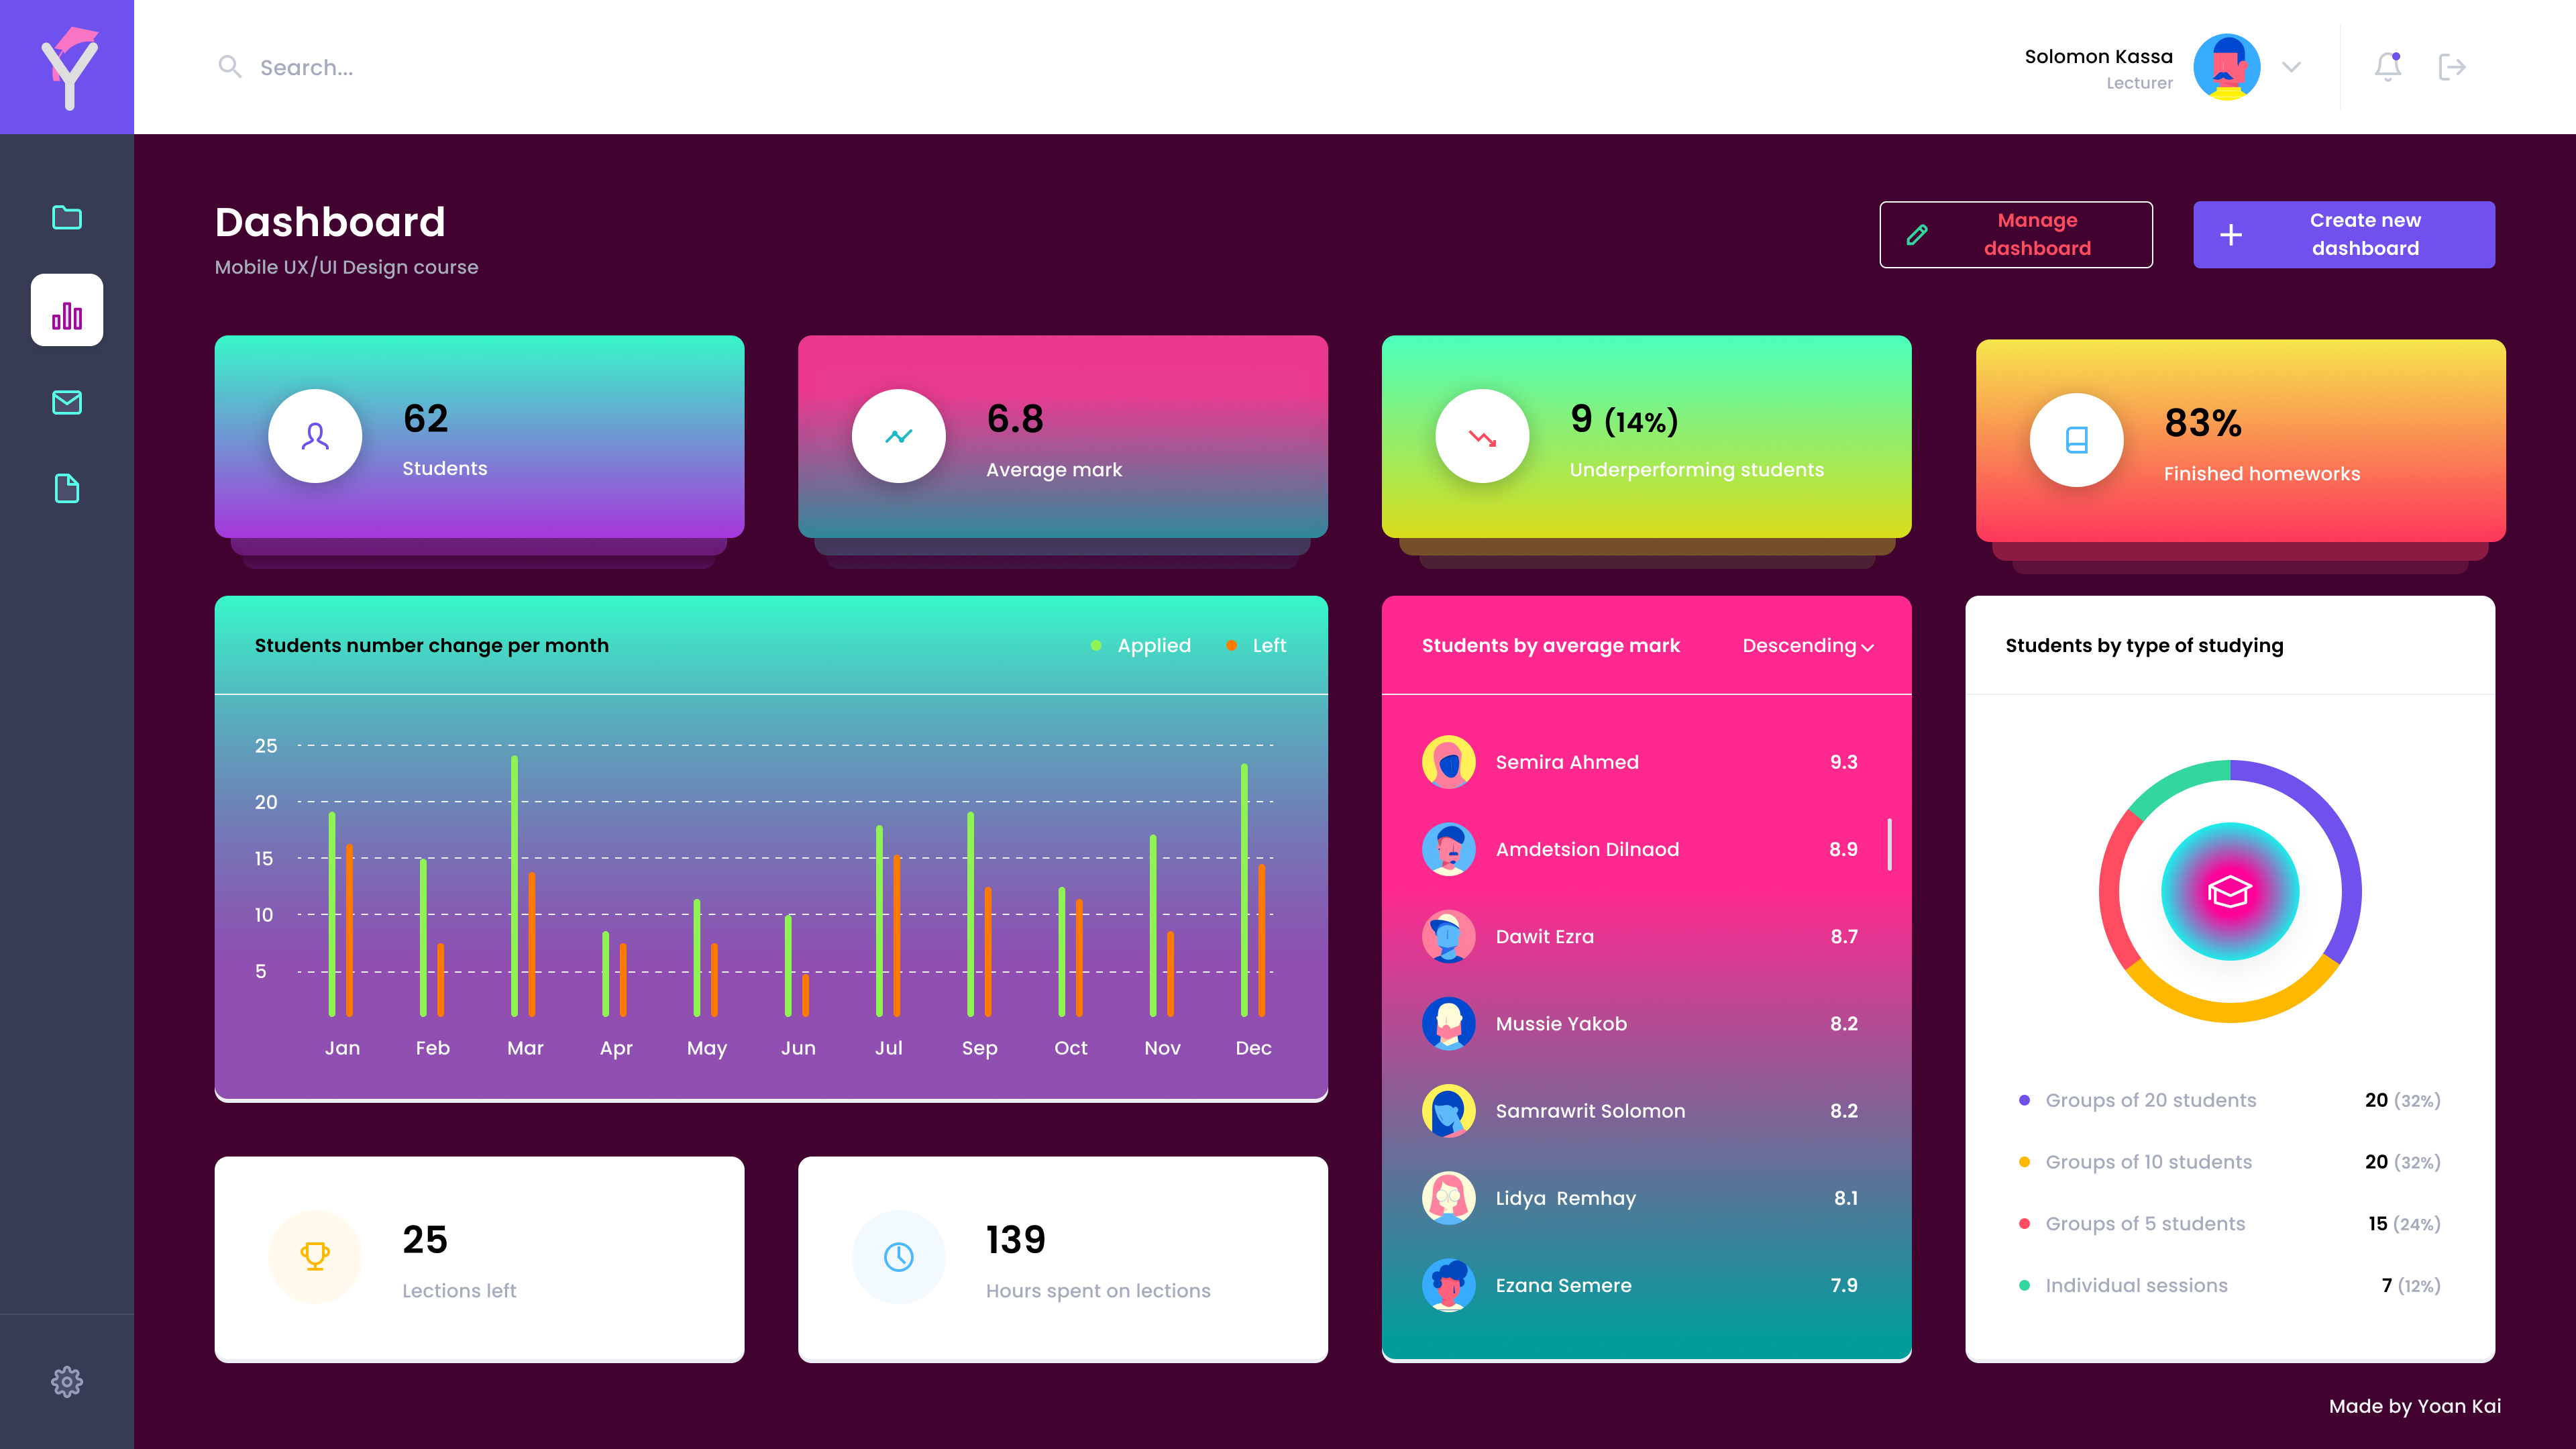 Search...
Solomon Kassa
Lecturer
Dashboard
Mobile UX/UI Design course
Manage
dashboard
Create new
dashboard
62
Students
6.8
Average mark
9 (14%)
Underperforming students
83%
Finished homeworks
Students number change per month
Applied
Left
25
20
15
10
5
Jan Feb Mar Apr May Jun Jul Sep Oct Nov Dec
Students by average mark
Descending
Semira Ahmed 9.3
Amdetsion Dilnaod 8.9
Dawit Ezra 8.7
Mussie Yakob 8.2
Samrawrit Solomon 8.2
Lidya  Remhay 8.1
Ezana Semere 7.9
Students by type of studying
Groups of 20 students 20 (32%)
Groups of 10 students 20 (32%)
Groups of 5 students 15 (24%)
Individual sessions 7 (12%)
25
Lections left
139
Hours spent on lections
Made by Yoan Kai